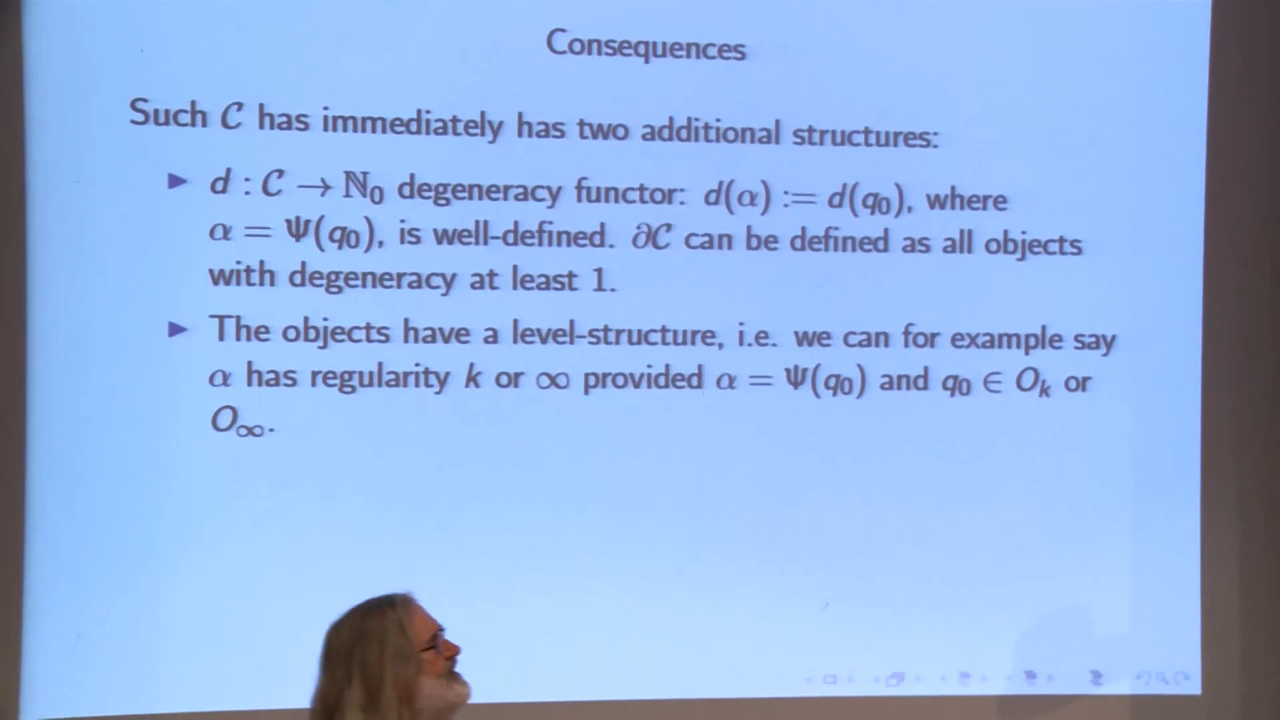 Consequences
Such 𝒞 has immediately has two additional structures:
▶ d : 𝒞 → ℕ₀ degeneracy functor: d(α) := d(q₀), where
α = Ψ(q₀), is well-defined. ∂𝒞 can be defined as all objects
with degeneracy at least 1.
▶ The objects have a level-structure, i.e. we can for example say
α has regularity k or ∞ provided α = Ψ(q₀) and q₀ ∈ Oₖ or
O∞.